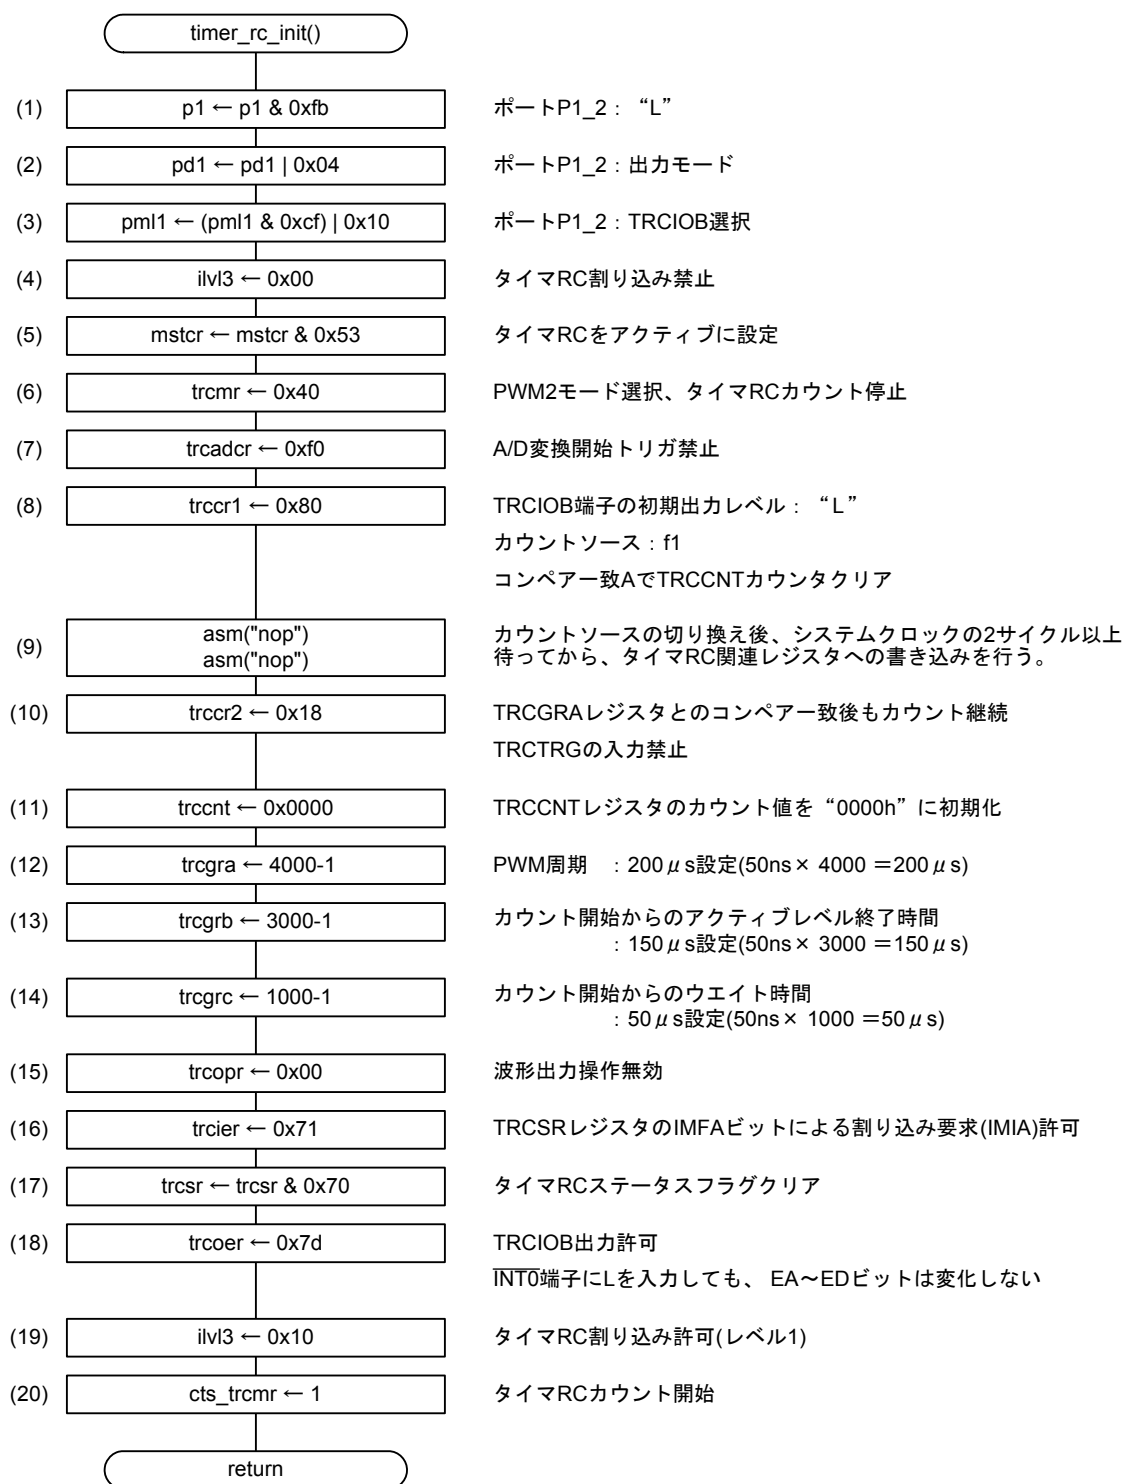 timer_rc_init()
(1) p1 ← p1 & 0xfb ポートP1_2： “L”
(2) pd1 ← pd1 | 0x04 ポートP1_2：出力モード
(3) pml1 ← (pml1 & 0xcf) | 0x10 ポートP1_2：TRCIOB選択
(4) ilvl3 ← 0x00 タイマRC割り込み禁止
(5) mstcr ← mstcr & 0x53 タイマRCをアクティブに設定
(6) trcmr ← 0x40 PWM2モード選択、タイマRCカウント停止
(7) trcadcr ← 0xf0 A/D変換開始トリガ禁止
(8) trccr1 ← 0x80 TRCIOB端子の初期出力レベル： “L”
カウントソース：f1
コンペアー致AでTRCCNTカウンタクリア
(9) asm("nop") カウントソースの切り換え後、システムクロックの2サイクル以上
asm("nop") 待ってから、タイマRC関連レジスタへの書き込みを行う。
(10) trccr2 ← 0x18 TRCGRAレジスタとのコンペアー致後もカウント継続
TRCTRGの入力禁止
(11) trccnt ← 0x0000 TRCCNTレジスタのカウント値を“0000h”に初期化
(12) trcgra ← 4000-1 PWM周期 ：200μs設定(50ns× 4000 ＝200μs)
(13) trcgrb ← 3000-1 カウント開始からのアクティブレベル終了時間
：150μs設定(50ns× 3000 ＝150μs)
(14) trcgrc ← 1000-1 カウント開始からのウエイト時間
：50μs設定(50ns× 1000 ＝50μs)
(15) trcopr ← 0x00 波形出力操作無効
(16) trcier ← 0x71 TRCSRレジスタのIMFAビットによる割り込み要求(IMIA)許可
(17) trcsr ← trcsr & 0x70 タイマRCステータスフラグクリア
(18) trcoer ← 0x7d TRCIOB出力許可
INT0端子にLを入力しても、 EA～EDビットは変化しない
(19) ilvl3 ← 0x10 タイマRC割り込み許可(レベル1)
(20) cts_trcmr ← 1 タイマRCカウント開始
return